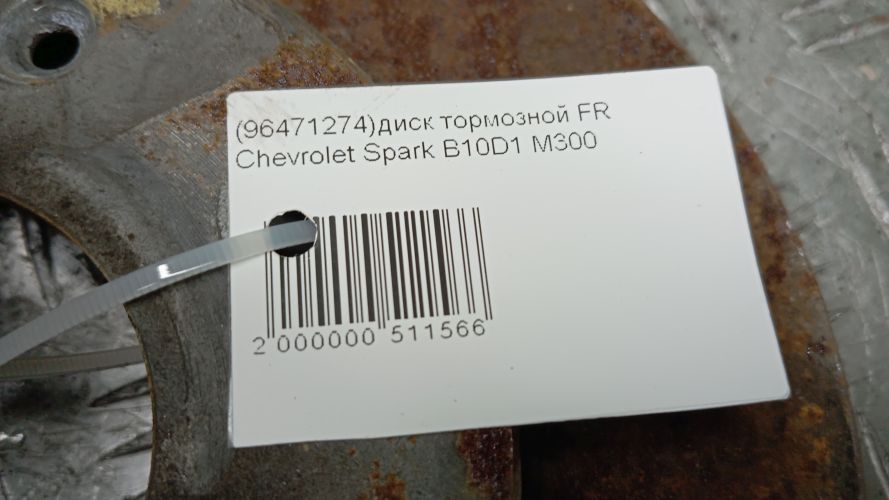 (96471274)диск тормозной FR
Chevrolet Spark B10D1 M300
2 000000 511566